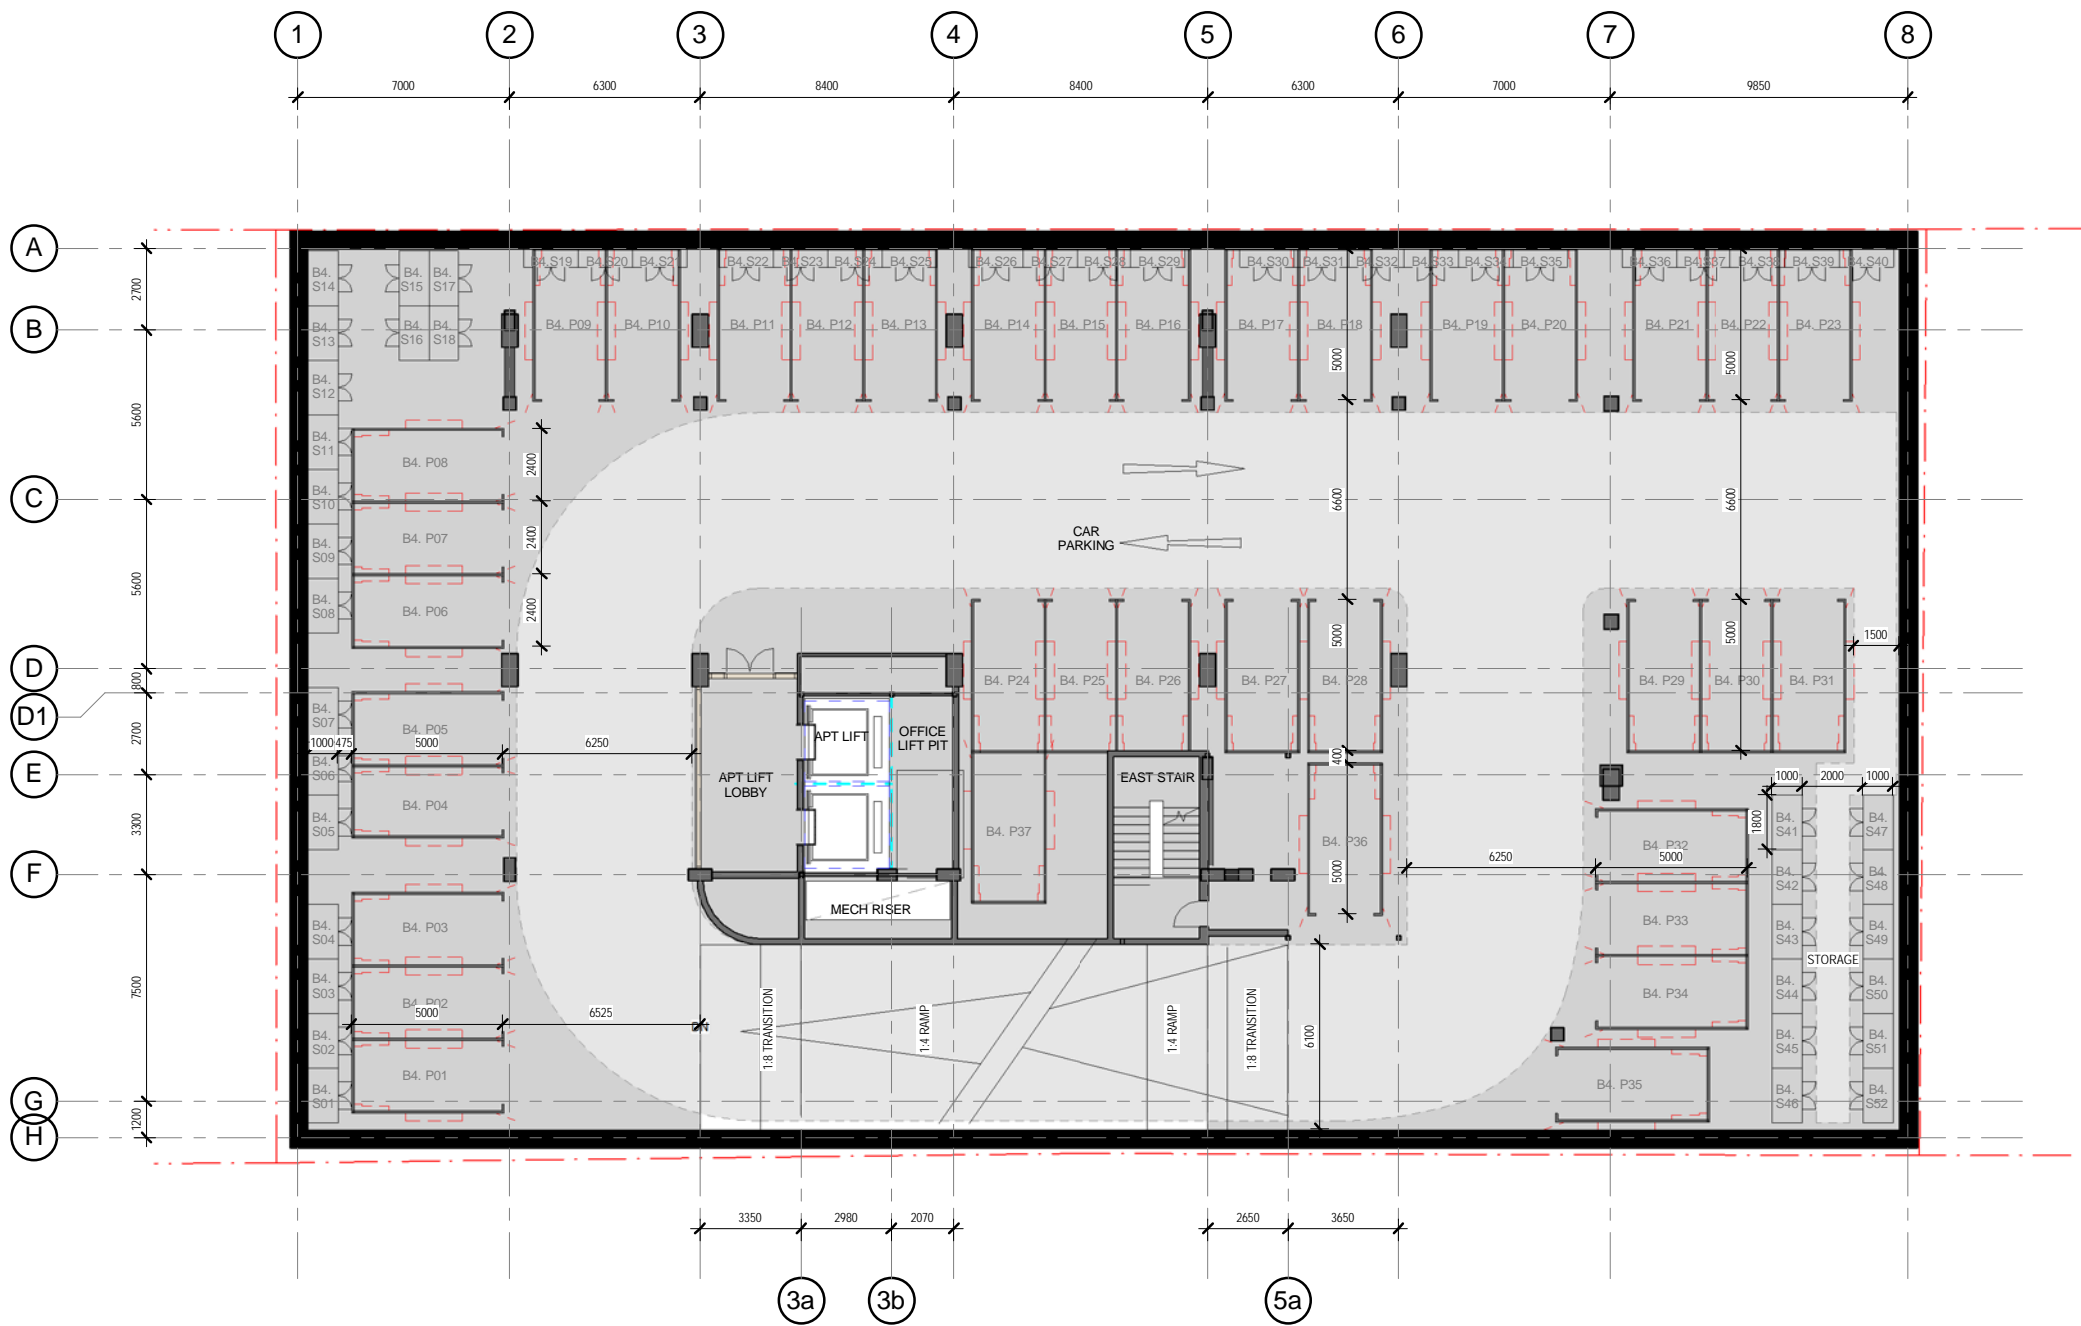 1 2 3 4 5 6 7 8
7000 6300 8400 8400 6300 7000 9850
A
B
C
D
D1
E
F
G
H
2700
5600
5600
800
2700
3300
7500
1200
B4.
S14
B4.
S13
B4.
S12
B4.
S11
B4.
S10
B4.
S09
B4.
S08
B4.
S07
B4.
S06
B4.
S05
B4.
S04
B4.
S03
B4.
S02
B4.
S01
B4.
S15
B4.
S17
B4.
S16
B4.
S18
B4.S19 B4.S20 B4.S21 B4.S22 B4.S23 B4.S24 B4.S25 B4.S26 B4.S27 B4.S28 B4.S29 B4.S30 B4.S31 B4.S32 B4.S33 B4.S34 B4.S35 B4.S36 B4.S37 B4.S38 B4.S39 B4.S40
B4. P09 B4. P10 B4. P11 B4. P12 B4. P13 B4. P14 B4. P15 B4. P16 B4. P17 B4. P18 B4. P19 B4. P20 B4. P21 B4. P22 B4. P23
5000
5000
B4. P08
B4. P07
B4. P06
2400
2400
2400
6600
6600
CAR
PARKING
B4. P24 B4. P25 B4. P26 B4. P27 B4. P28 B4. P29 B4. P30 B4. P31
5000
5000
1500
B4. P05
B4. P04
1000 475 5000 6250
APT LIFT
OFFICE
LIFT PIT
APT LIFT
LOBBY
EAST STAIR
400
B4. P37
B4. P36
5000
MECH RISER
6250 5000
B4. P32
B4. P33
B4. P34
B4. P35
1000 2000 1000
1800
B4.
S41
B4.
S42
B4.
S43
B4.
S44
B4.
S45
B4.
S46
B4.
S47
B4.
S48
B4.
S49
B4.
S50
B4.
S51
B4.
S52
STORAGE
B4. P03
B4. P02
B4. P01
5000 6525
1:8 TRANSITION
1:4 RAMP
1:4 RAMP
1:8 TRANSITION
6100
3350 2980 2070 2650 3650
3a 3b 5a